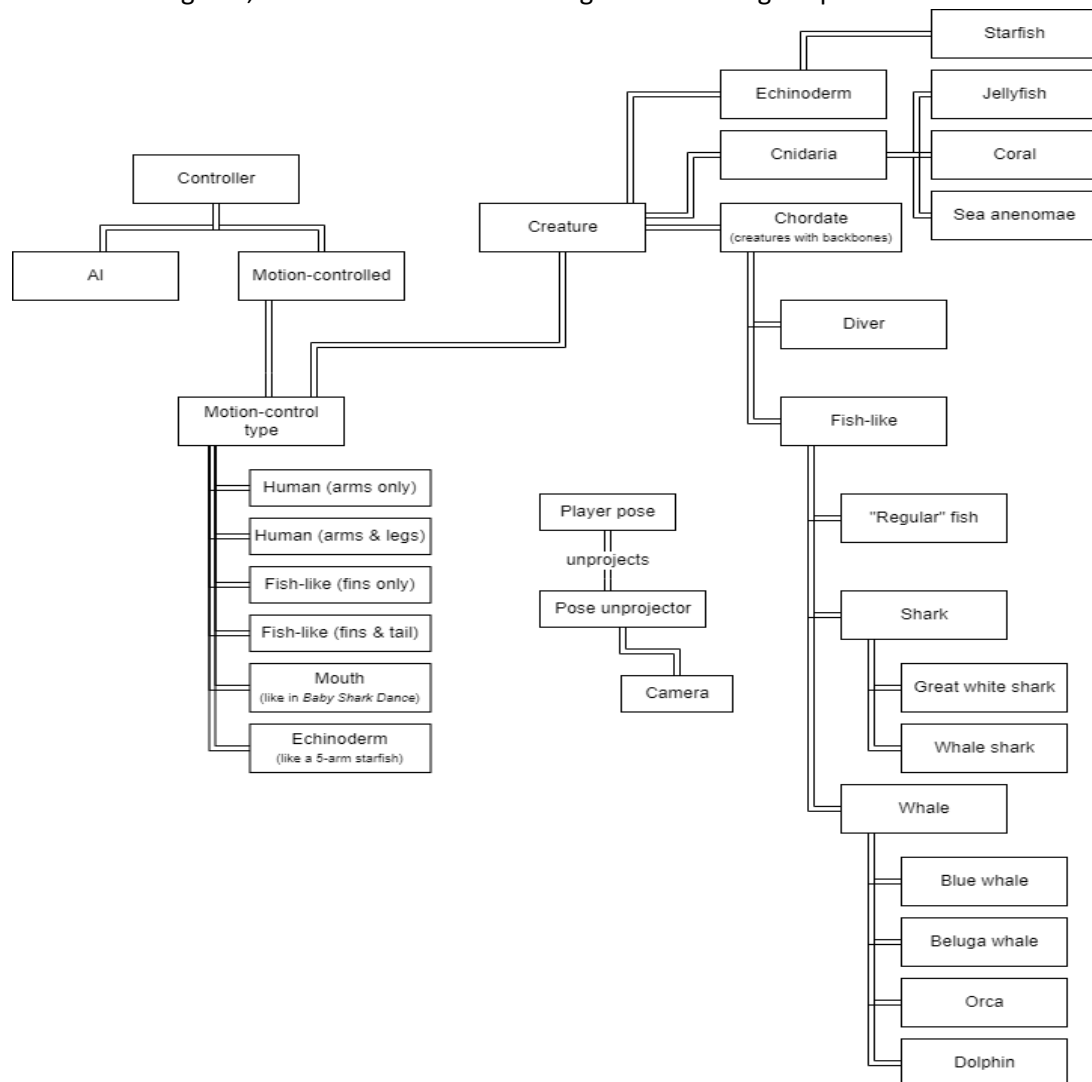 Starfish
Echinoderm
Jellyfish
Cnidaria
Coral
Controller
Sea anenomae
Creature
Chordate
(creatures with backbones)
AI
Motion-controlled
Diver
Motion-control
type
Fish-like
Human (arms only)
Human (arms & legs)
Fish-like (fins only)
Fish-like (fins & tail)
Mouth
(like in Baby Shark Dance)
Echinoderm
(like a 5-arm starfish)
Player pose
unprojects
Pose unprojector
Camera
"Regular" fish
Shark
Great white shark
Whale shark
Whale
Blue whale
Beluga whale
Orca
Dolphin